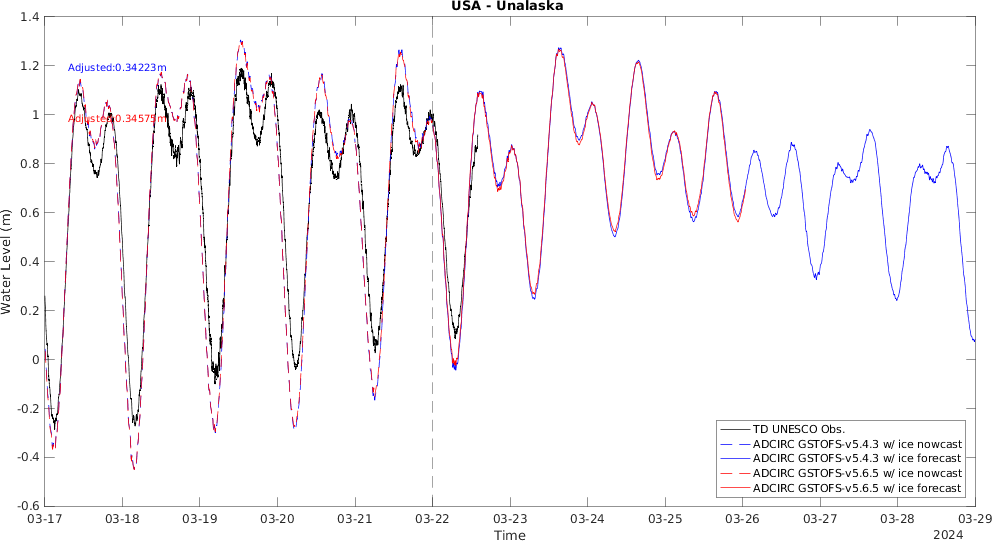 USA - Unalaska
1.4
1.2
1
0.8
0.6
0.4
0.2
0
-0.2
-0.4
-0.6
Water Level (m)
Adjusted:0.34223m
Adjusted:0.34575m
TD UNESCO Obs.
ADCIRC GSTOFS-v5.4.3 w/ ice nowcast
ADCIRC GSTOFS-v5.4.3 w/ ice forecast
ADCIRC GSTOFS-v5.6.5 w/ ice nowcast
ADCIRC GSTOFS-v5.6.5 w/ ice forecast
03-17 03-18 03-19 03-20 03-21 03-22 03-23 03-24 03-25 03-26 03-27 03-28 03-29
Time
2024